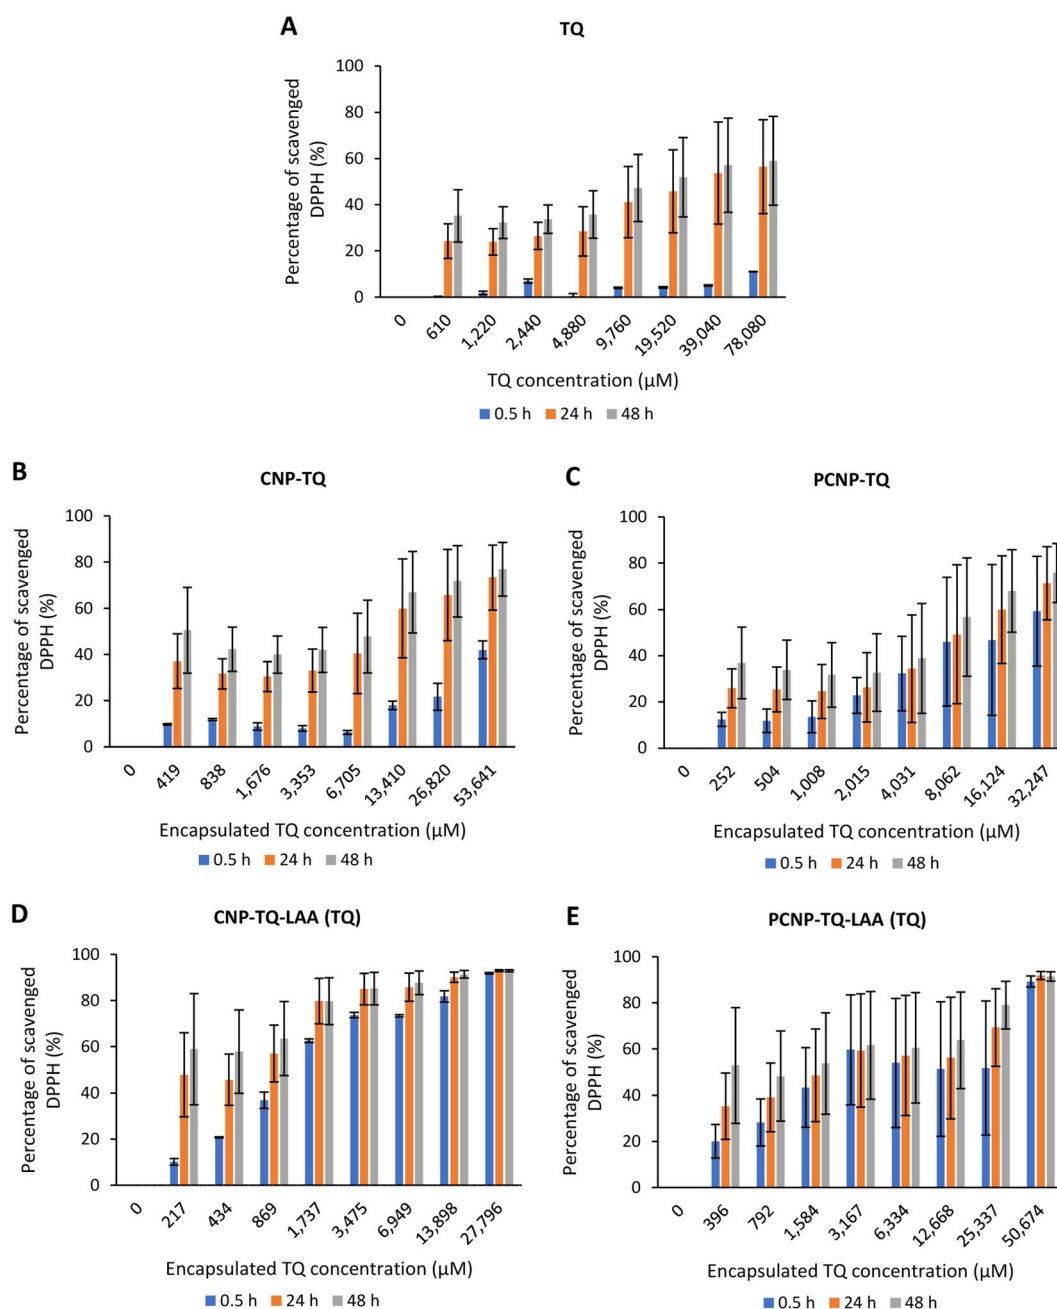 A
TQ
Percentage of scavenged
DPPH (%)
100
80
60
40
20
0
0
610
1,220
2,440
4,880
9,760
19,520
39,040
78,080
TQ concentration (µM)
0.5 h
24 h
48 h
B
CNP-TQ
Percentage of scavenged
DPPH (%)
100
80
60
40
20
0
0
419
838
1,676
3,353
6,705
13,410
26,820
53,641
Encapsulated TQ concentration (µM)
0.5 h
24 h
48 h
C
PCNP-TQ
Percentage of scavenged
DPPH (%)
100
80
60
40
20
0
0
252
504
1,008
2,015
4,031
8,062
16,124
32,247
Encapsulated TQ concentration (µM)
0.5 h
24 h
48 h
D
CNP-TQ-LAA (TQ)
Percentage of scavenged
DPPH (%)
100
80
60
40
20
0
0
217
434
869
1,737
3,475
6,949
13,898
27,796
Encapsulated TQ concentration (µM)
0.5 h
24 h
48 h
E
PCNP-TQ-LAA (TQ)
Percentage of scavenged
DPPH (%)
100
80
60
40
20
0
0
396
792
1,584
3,167
6,334
12,668
25,337
50,674
Encapsulated TQ concentration (µM)
0.5 h
24 h
48 h